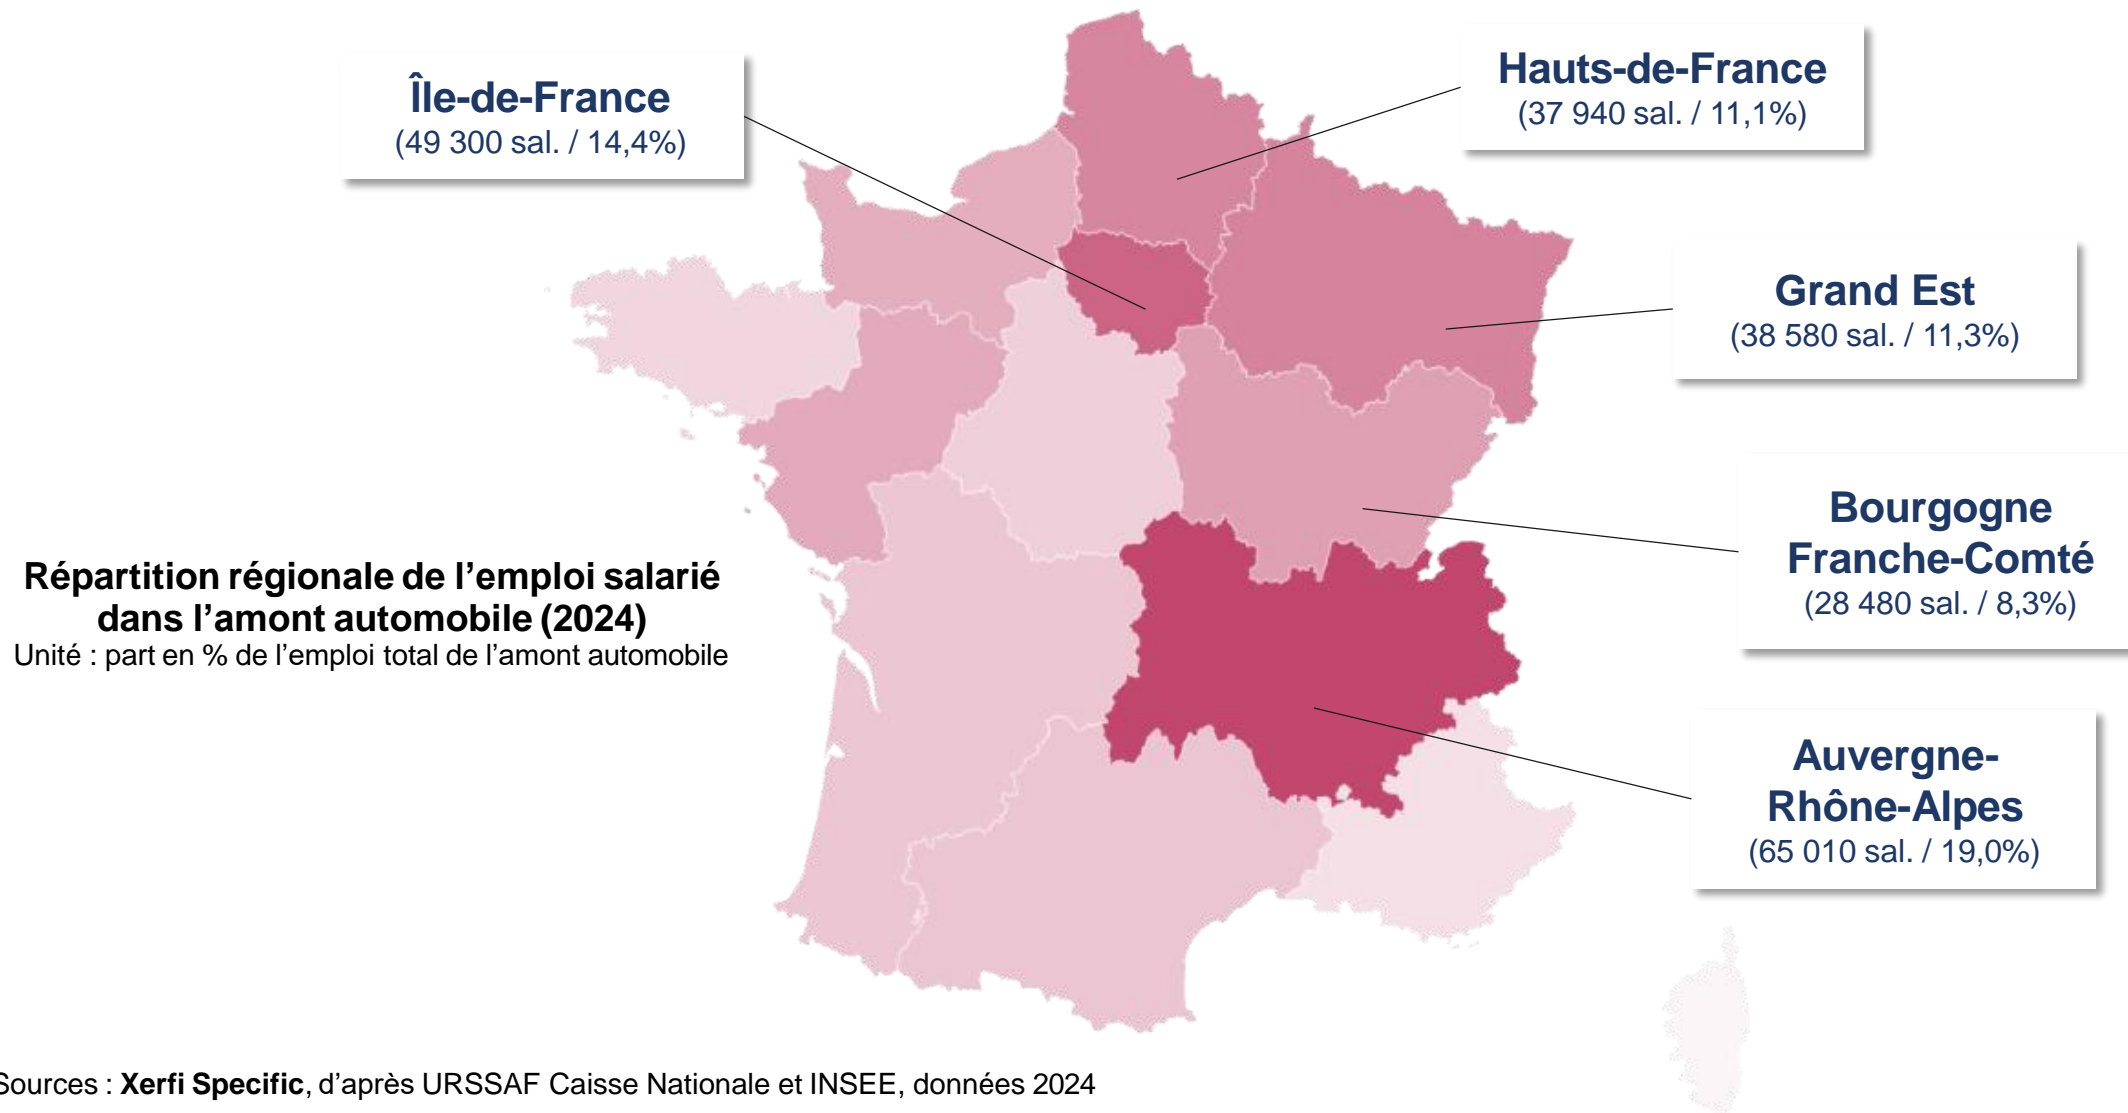 Île-de-France
(49 300 sal. / 14,4%)
Hauts-de-France
(37 940 sal. / 11,1%)
Grand Est
(38 580 sal. / 11,3%)
Bourgogne
Franche-Comté
(28 480 sal. / 8,3%)
Auvergne-
Rhône-Alpes
(65 010 sal. / 19,0%)
Répartition régionale de l’emploi salarié
dans l’amont automobile (2024)
Unité : part en % de l’emploi total de l’amont automobile
Sources : Xerfi Specific, d’après URSSAF Caisse Nationale et INSEE, données 2024